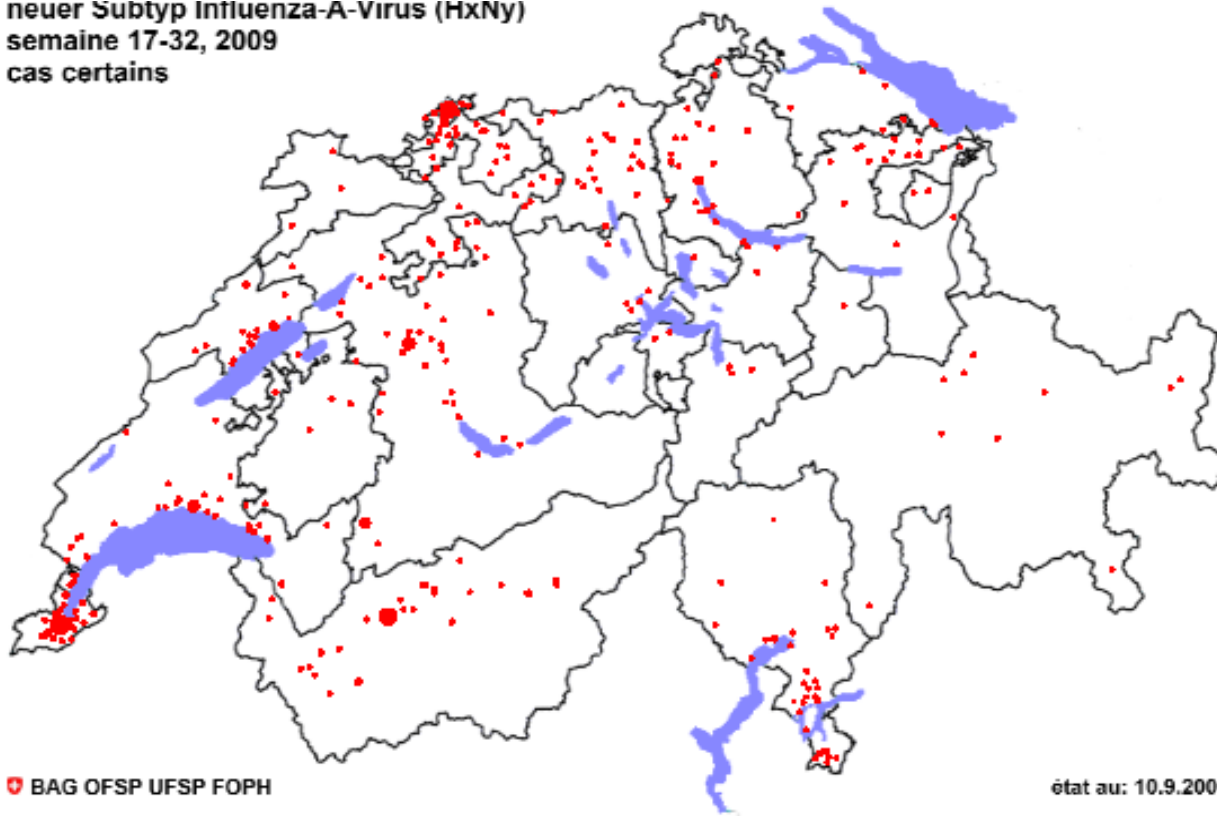 neuer Subtyp Influenza-A-Virus (HxNy)
semaine 17-32, 2009
cas certains
BAG OFSP UFSP FOPH
état au: 10.9.200